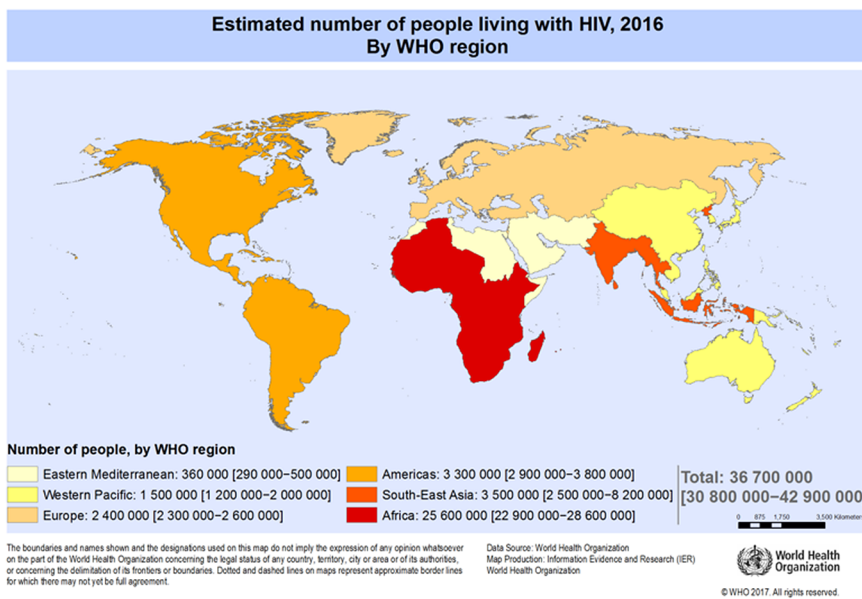 Estimated number of people living with HIV, 2016
By WHO region
Number of people, by WHO region
Eastern Mediterranean: 360 000 [290 000–500 000]
Western Pacific: 1 500 000 [1 200 000–2 000 000]
Europe: 2 400 000 [2 300 000–2 600 000]
Americas: 3 300 000 [2 900 000–3 800 000]
South-East Asia: 3 500 000 [2 500 000–8 200 000]
Africa: 25 600 000 [22 900 000–28 600 000]
Total: 36 700 000
[30 800 000–42 900 000
0 875 1,750 3,500 Kilometer
The boundaries and names shown and the designations used on this map do not imply the expression of any opinion whatsoever
on the part of the World Health Organization concerning the legal status of any country, territory, city or area or of its authorities,
or concerning the delimitation of its frontiers or boundaries. Dotted and dashed lines on maps represent approximate border lines
for which there may not yet be full agreement.
Data Source: World Health Organization
Map Production: Information Evidence and Research (IER)
World Health Organization
World Health
Organization
© WHO 2017. All rights reserved.